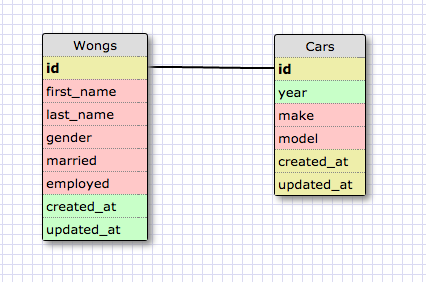 Wongs
id
first_name
last_name
gender
married
employed
created_at
updated_at
Cars
id
year
make
model
created_at
updated_at